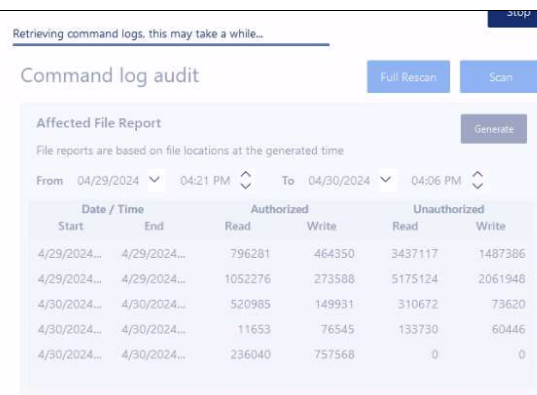 Stop
Retrieving command logs, this may take a while...
Command log audit
Full Rescan
Scan
Affected File Report
Generate
File reports are based on file locations at the generated time
From 04/29/2024 04:21 PM To 04/30/2024 04:06 PM
Date / Time Authorized Unauthorized
Start End Read Write Read Write
4/29/2024... 4/29/2024... 796281 464350 3437117 1487386
4/29/2024... 4/29/2024... 1052276 273588 5175124 2061948
4/30/2024... 4/30/2024... 520985 149931 310672 73620
4/30/2024... 4/30/2024... 11653 76545 133730 60446
4/30/2024... 4/30/2024... 236040 757568 0 0